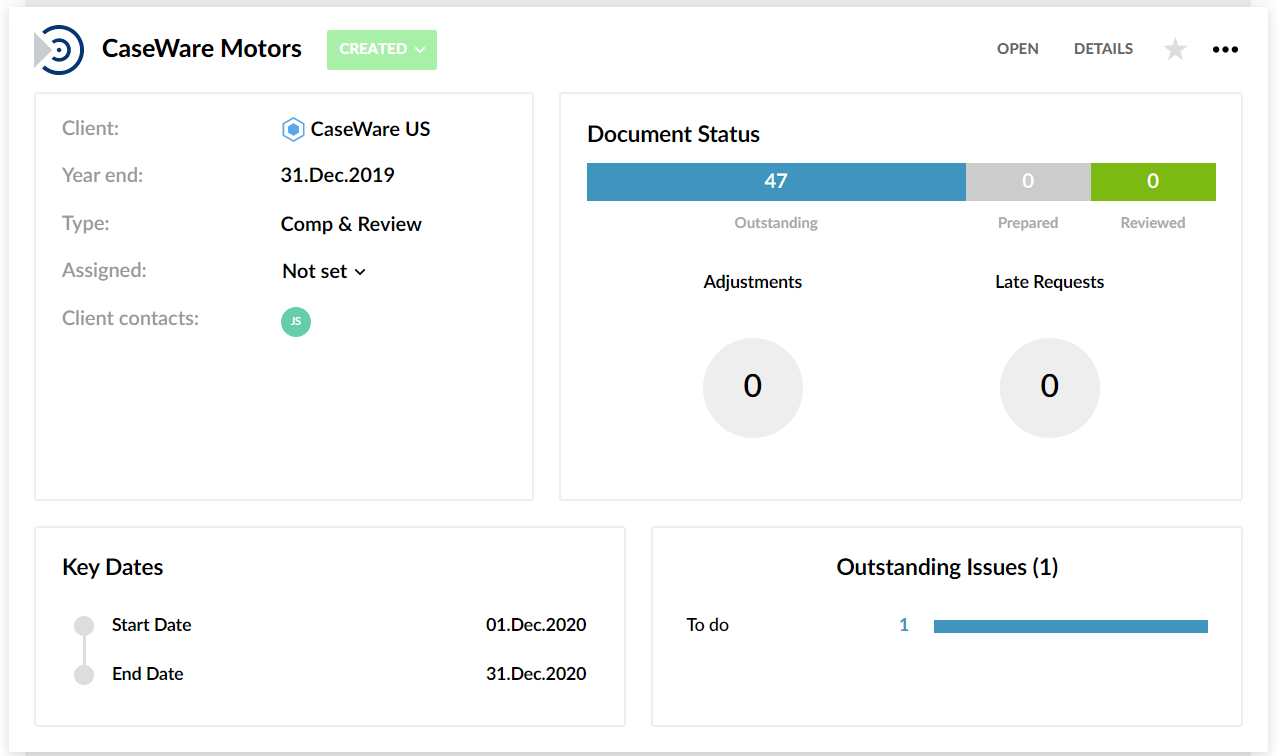 CaseWare Motors CREATED OPEN DETAILS
Client: CaseWare US
Year end: 31.Dec.2019
Type: Comp & Review
Assigned: Not set
Client contacts: JS
Document Status
47 0 0
Outstanding Prepared Reviewed
Adjustments Late Requests
0 0
Key Dates
Start Date 01.Dec.2020
End Date 31.Dec.2020
Outstanding Issues (1)
To do 1